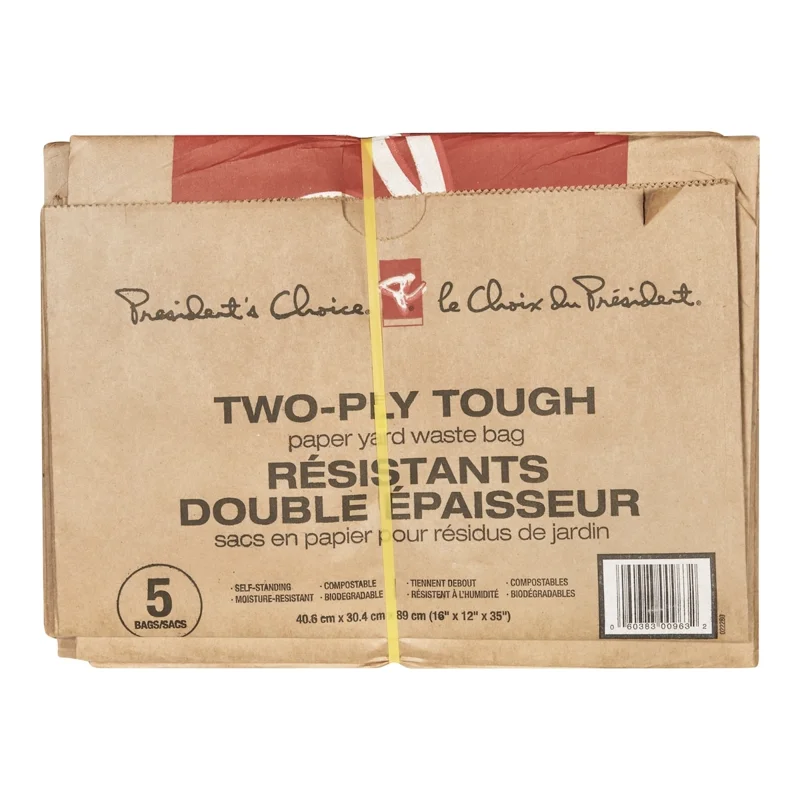 President's Choice®
le Choix du Président®
TWO-PLY TOUGH
paper yard waste bag
RÉSISTANTS
DOUBLE ÉPAISSEUR
sacs en papier pour résidus de jardin
5
BAGS/SACS
· SELF-STANDING · COMPOSTABLE · TIENNENT DEBOUT · COMPOSTABLES
· MOISTURE-RESISTANT · BIODEGRADABLE · RÉSISTENT À L'HUMIDITÉ · BIODÉGRADABLES
40.6 cm x 30.4 cm x 89 cm (16" x 12" x 35")
0 60383 00963 2